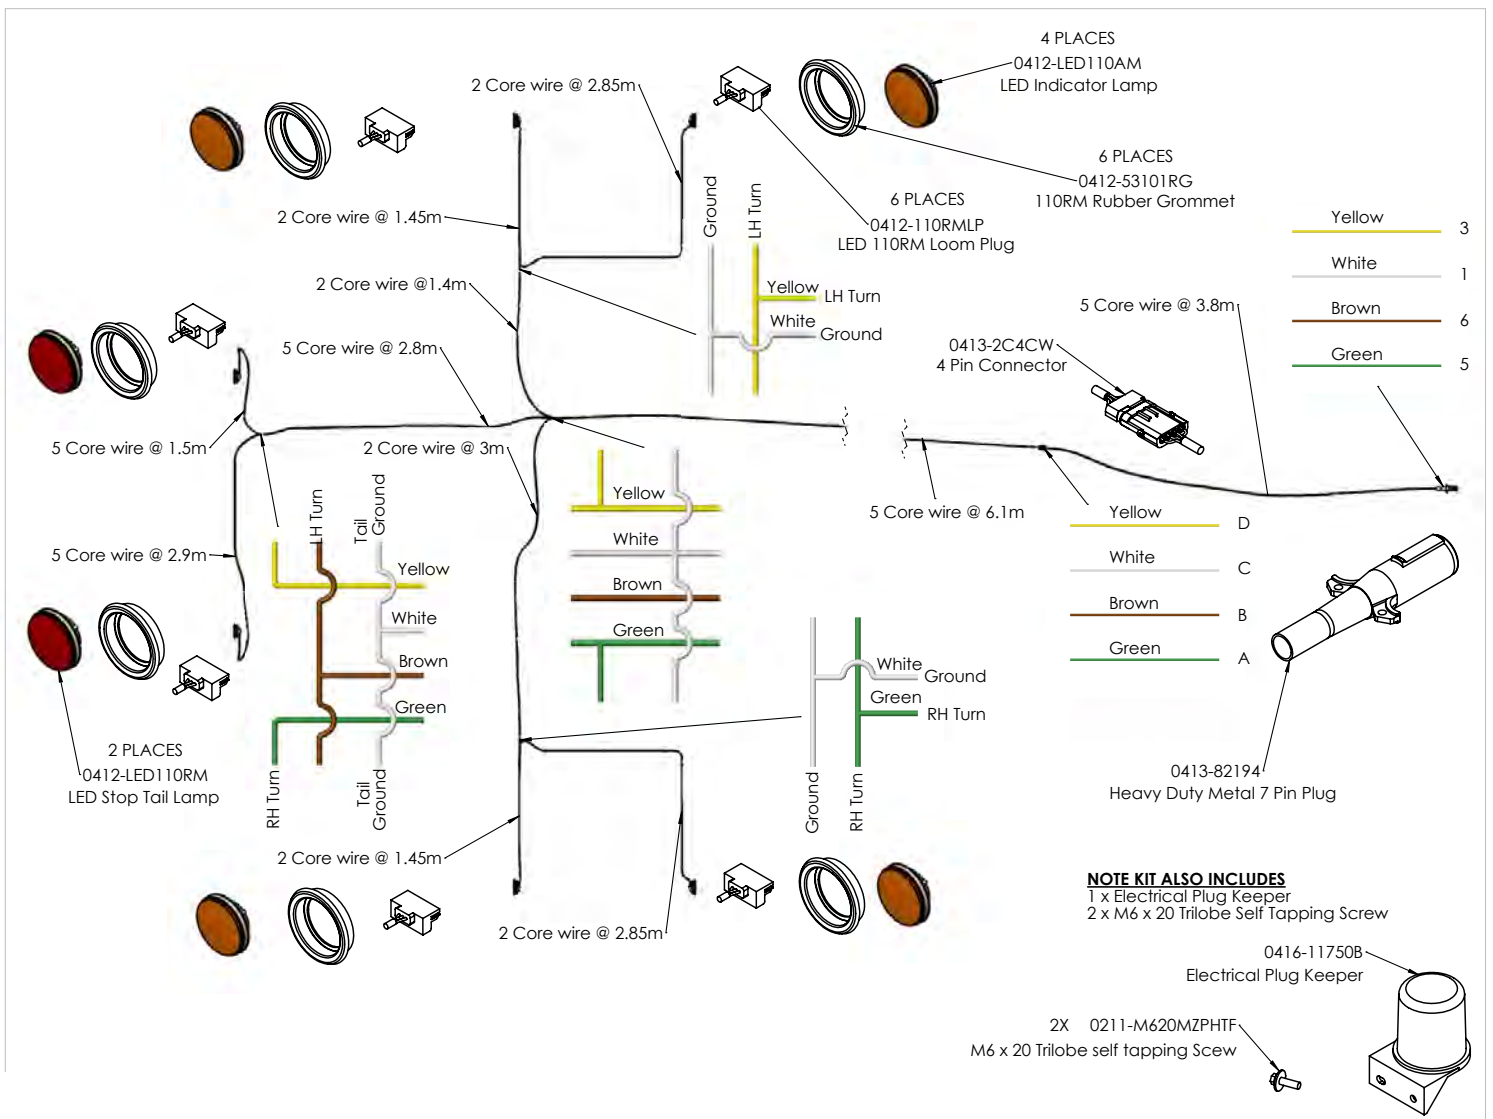 4 PLACES
0412-LED110AM
LED Indicator Lamp
2 Core wire @ 2.85m
6 PLACES
0412-53101RG
110RM Rubber Grommet
6 PLACES
0412-110RMLP
LED 110RM Loom Plug
2 Core wire @ 1.45m
Ground
LH Turn
Yellow
LH Turn
White
Ground
2 Core wire @1.4m
5 Core wire @ 2.8m
Yellow 3
White 1
Brown 6
Green 5
5 Core wire @ 3.8m
0413-2C4CW
4 Pin Connector
5 Core wire @ 1.5m
2 Core wire @ 3m
5 Core wire @ 6.1m
5 Core wire @ 2.9m
LH Turn
Tail
Ground
Yellow
White
Brown
Green
RH Turn
Tail
Ground
Yellow
White
Brown
Green
Yellow D
White C
Brown B
Green A
White
Ground
Green
RH Turn
Ground
RH Turn
2 PLACES
0412-LED110RM
LED Stop Tail Lamp
0413-82194
Heavy Duty Metal 7 Pin Plug
2 Core wire @ 1.45m
2 Core wire @ 2.85m
NOTE KIT ALSO INCLUDES
1 x Electrical Plug Keeper
2 x M6 x 20 Trilobe Self Tapping Screw
0416-11750B
Electrical Plug Keeper
2X 0211-M620MZPHTF
M6 x 20 Trilobe self tapping Scew